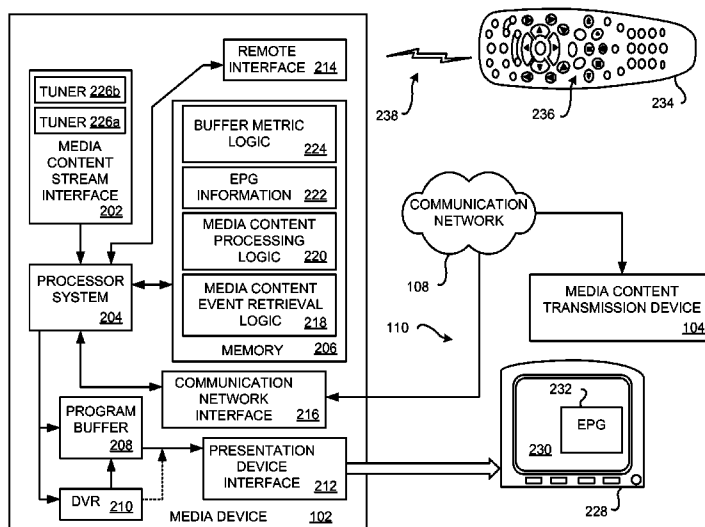 REMOTE
INTERFACE 214
TUNER 226b
TUNER 226a
MEDIA
CONTENT
STREAM
INTERFACE
202
BUFFER METRIC
LOGIC
224
EPG
INFORMATION 222
MEDIA CONTENT
PROCESSING
LOGIC 220
MEDIA CONTENT
EVENT RETRIEVAL
LOGIC 218
MEMORY 206
PROCESSOR
SYSTEM
204
COMMUNICATION
NETWORK
INTERFACE 216
PROGRAM
BUFFER
208
DVR 210
PRESENTATION
DEVICE
INTERFACE 212
MEDIA DEVICE 102
238
236
234
COMMUNICATION
NETWORK
108
110
MEDIA CONTENT
TRANSMISSION DEVICE
104
232
EPG
230
228